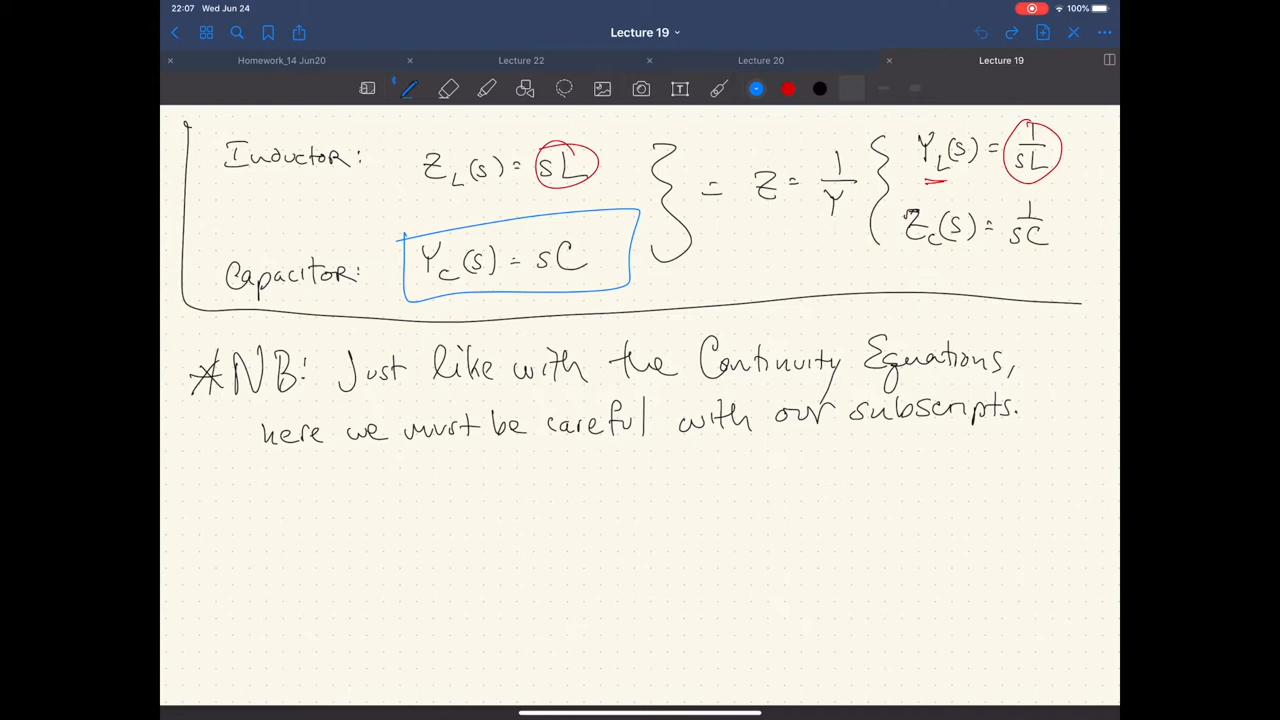 22:07 Wed Jun 24
100%
Lecture 19
Homework_14 Jun20
Lecture 22
Lecture 20
Lecture 19
Inductor: Z_L(s) = sL } = Z = 1/Y { Y_L(s) = 1/sL
Z_C(s) = 1/sC
Capacitor: Y_C(s) = sC
*NB: Just like with the Continuity Equations,
here we must be careful with our subscripts.